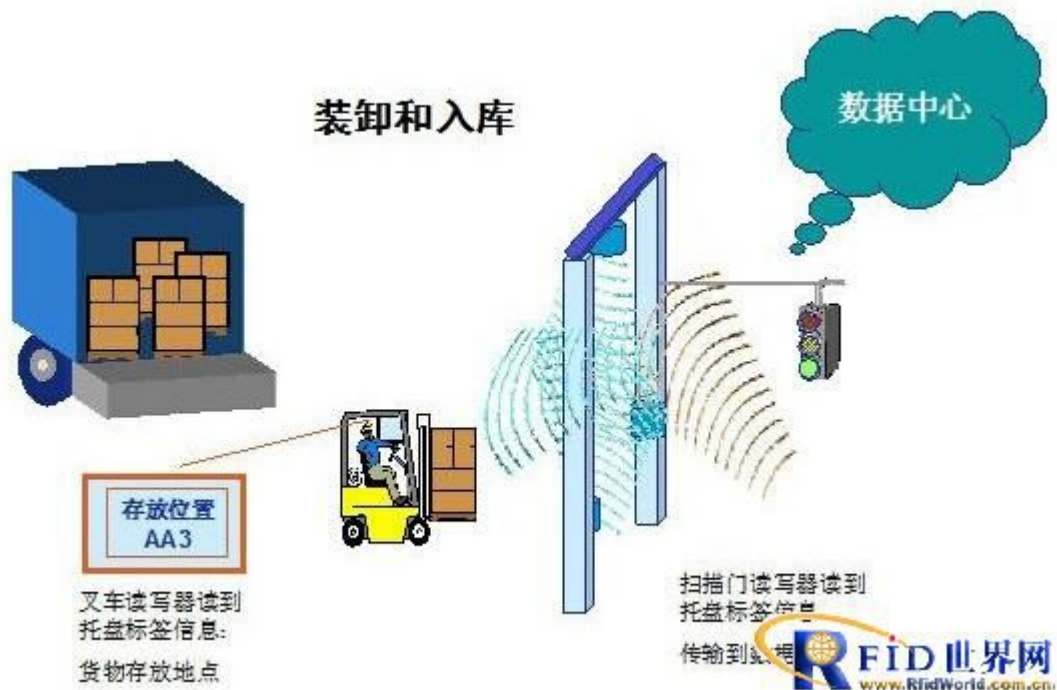 数据中心
装卸和入库
存放位置
AA3
叉车读写器读到
托盘标签信息:
货物存放地点
扫描门读写器读到
托盘标签信息
传输到数据
RFID世界网
www.RfidWorld.com.cn